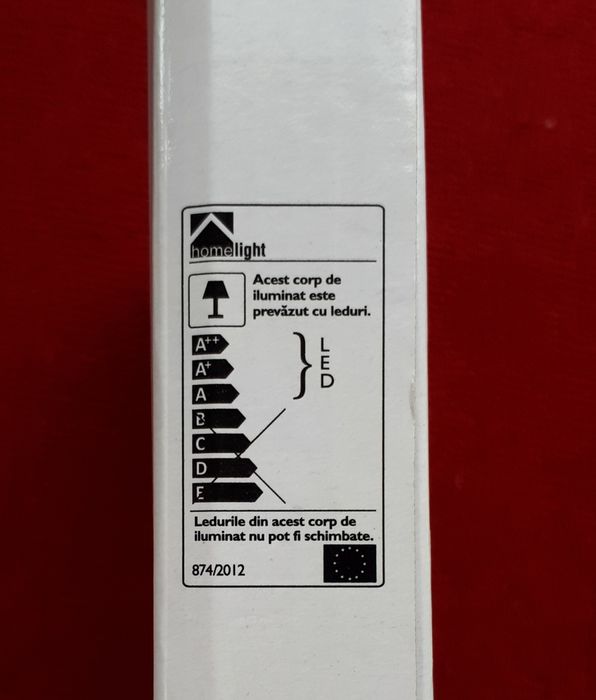 homelight
Acest corp de
iluminat este
prevăzut cu leduri.
A++
A+
A
B
C
D
E
L
E
D
Ledurile din acest corp de
iluminat nu pot fi schimbate.
874/2012